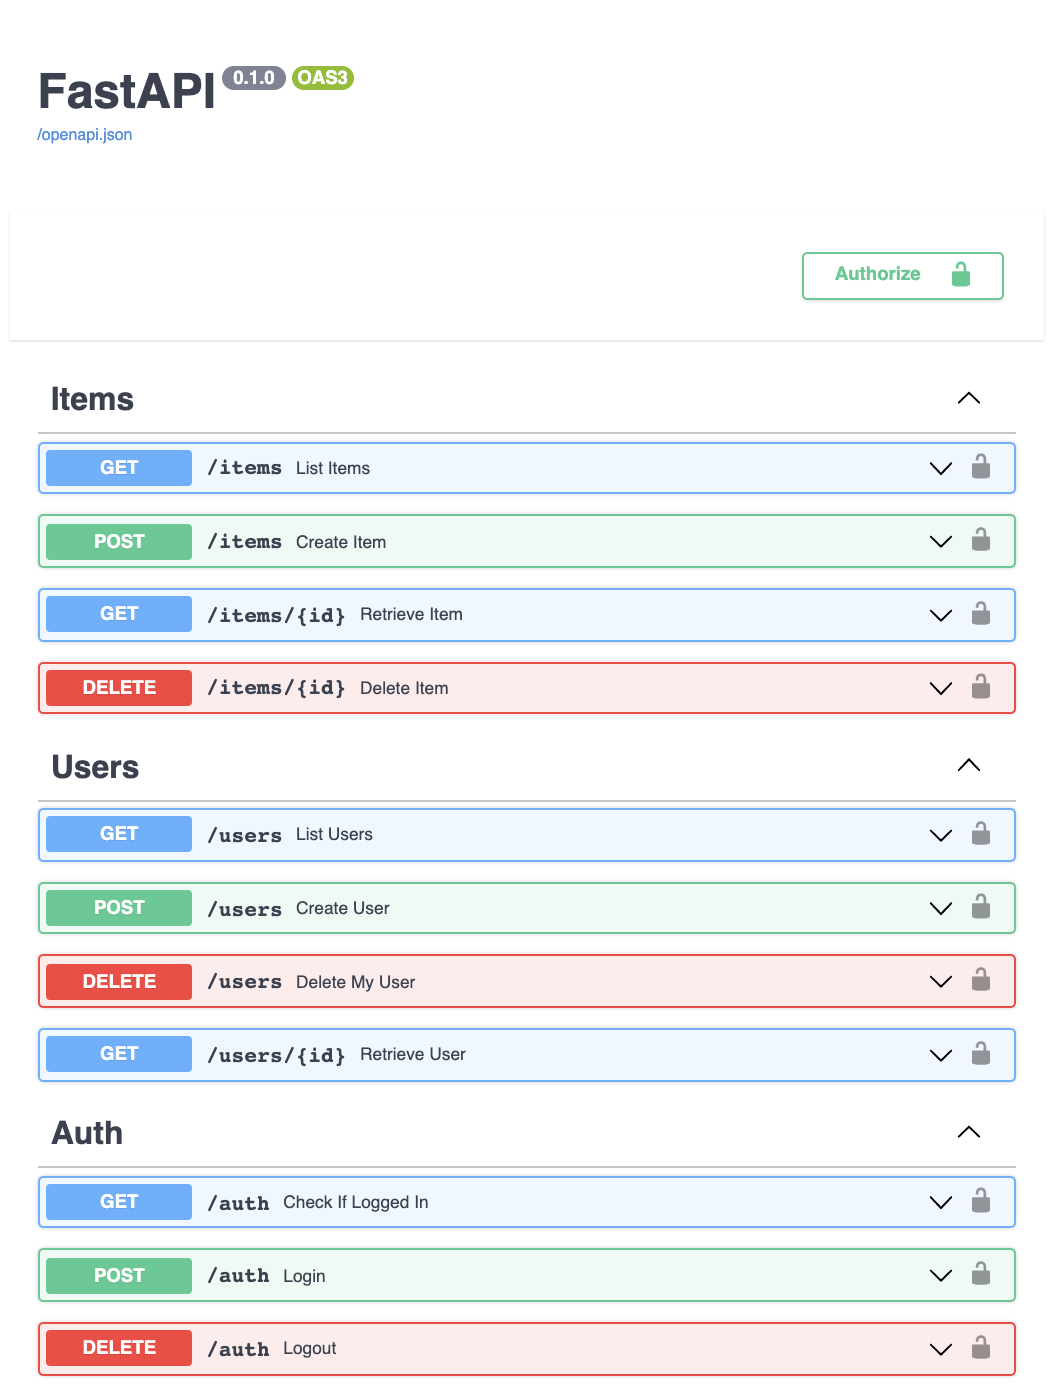 FastAPI 0.1.0 OAS3
/openapi.json
Authorize
Items
GET /items List Items
POST /items Create Item
GET /items/{id} Retrieve Item
DELETE /items/{id} Delete Item
Users
GET /users List Users
POST /users Create User
DELETE /users Delete My User
GET /users/{id} Retrieve User
Auth
GET /auth Check If Logged In
POST /auth Login
DELETE /auth Logout